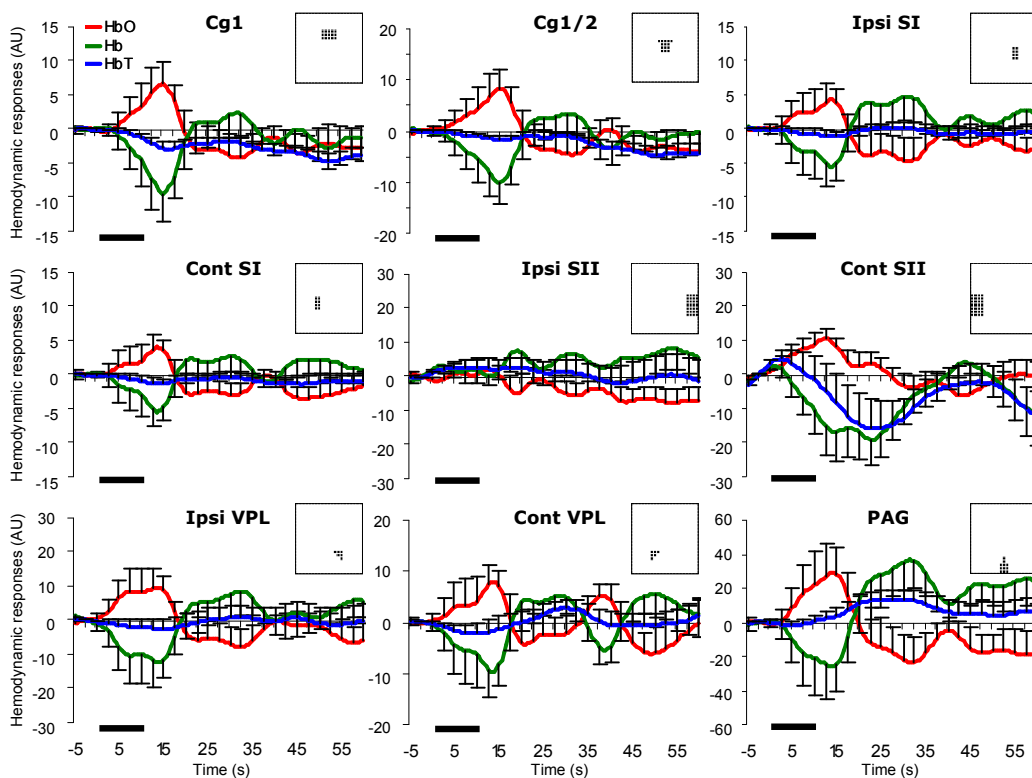 Cg1
Cg1/2
Ipsi SI
Hemodynamic responses (AU)
HbO
Hb
HbT
15
10
5
0
-5
-10
-15
20
10
0
-10
-20
15
10
5
0
-5
-10
-15
Cont SI
Ipsi SII
Cont SII
Hemodynamic responses (AU)
15
10
5
0
-5
-10
-15
30
20
10
0
-10
-20
-30
30
20
10
0
-10
-20
-30
Ipsi VPL
Cont VPL
PAG
Hemodynamic responses (AU)
30
20
10
0
-10
-20
-30
20
10
0
-10
-20
60
40
20
0
-20
-40
-60
-5 5 15 25 35 45 55
-5 5 15 25 35 45 55
-5 5 15 25 35 45 55
Time (s)
Time (s)
Time (s)